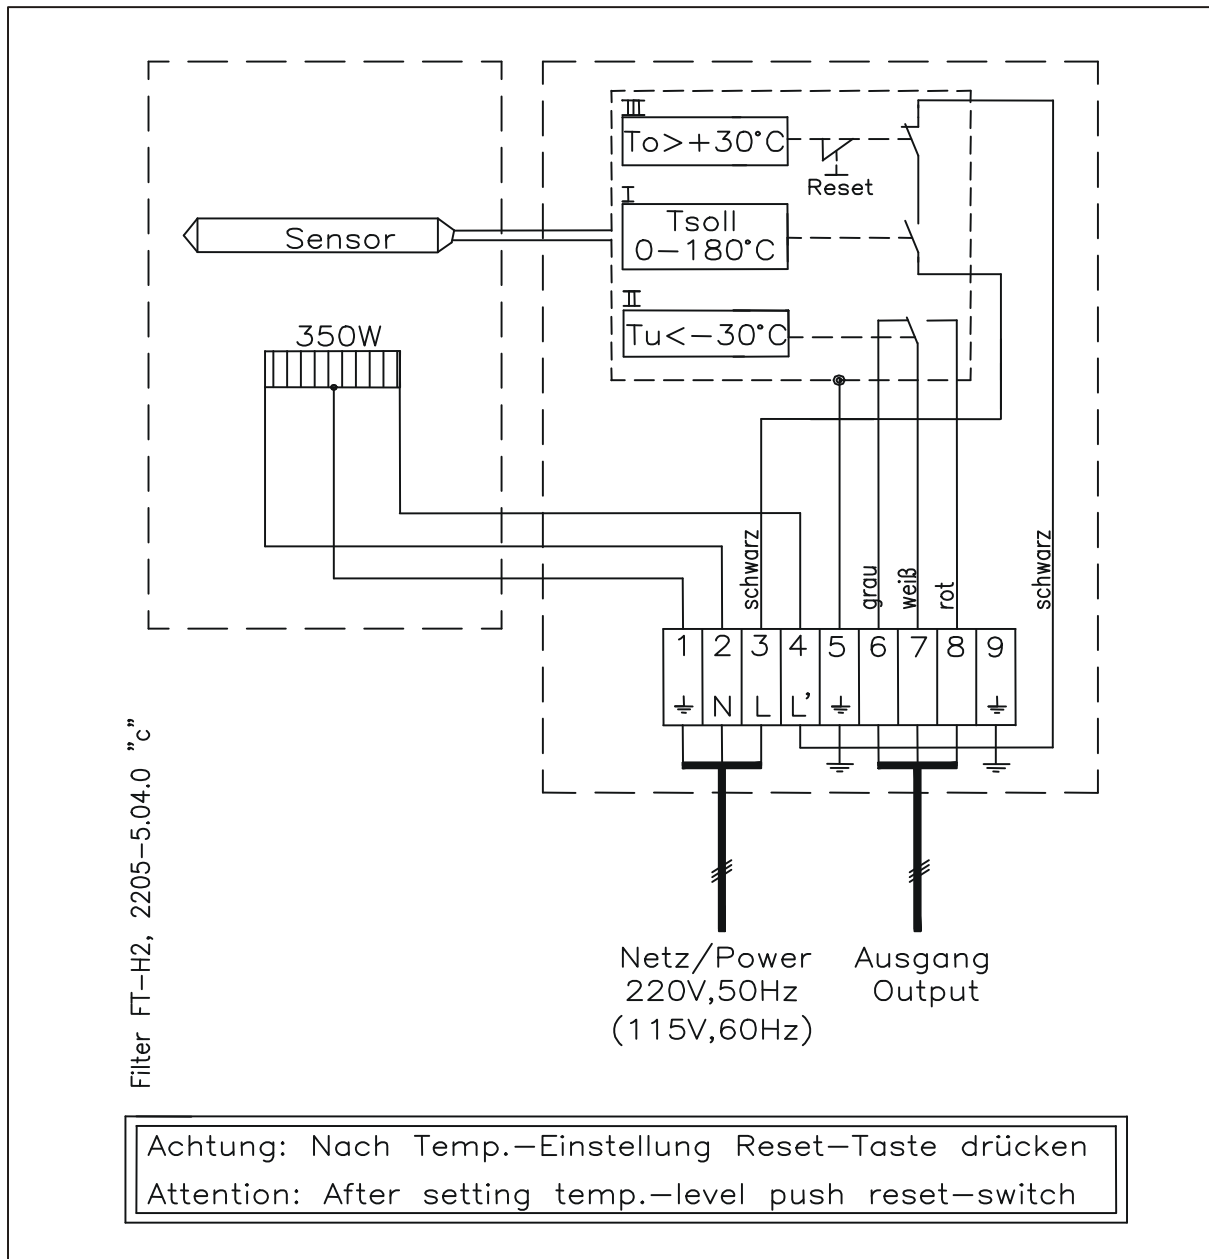 III
To>+30°C
Reset
I
Tsoll
0-180°C
Sensor
II
Tu<-30°C
350W
schwarz
grau
weiß
rot
schwarz
1 2 3 4 5 6 7 8 9
N L L'
Netz/Power
220V,50Hz
(115V,60Hz)
Ausgang
Output
Filter FT-H2, 2205-5.04.0 "c"
Achtung: Nach Temp.-Einstellung Reset-Taste drücken
Attention: After setting temp.-level push reset-switch